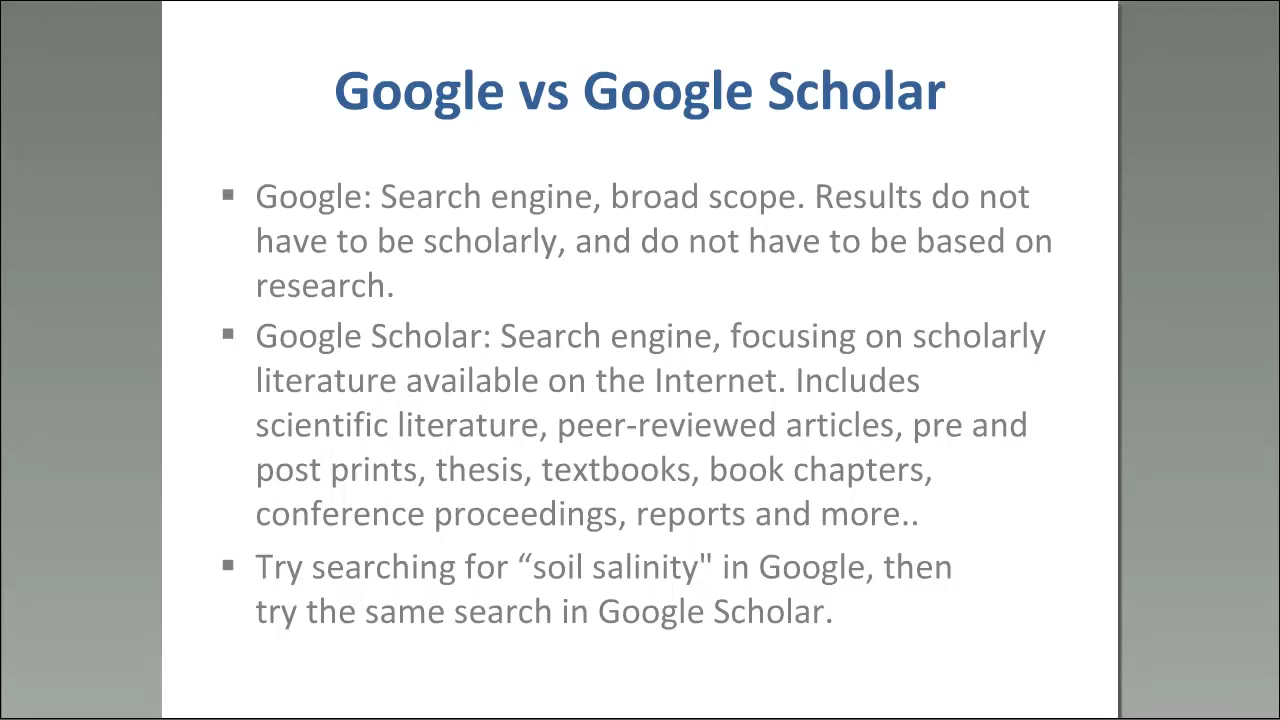 Google vs Google Scholar
▪ Google: Search engine, broad scope. Results do not
have to be scholarly, and do not have to be based on
research.
▪ Google Scholar: Search engine, focusing on scholarly
literature available on the Internet. Includes
scientific literature, peer-reviewed articles, pre and
post prints, thesis, textbooks, book chapters,
conference proceedings, reports and more..
▪ Try searching for “soil salinity" in Google, then
try the same search in Google Scholar.